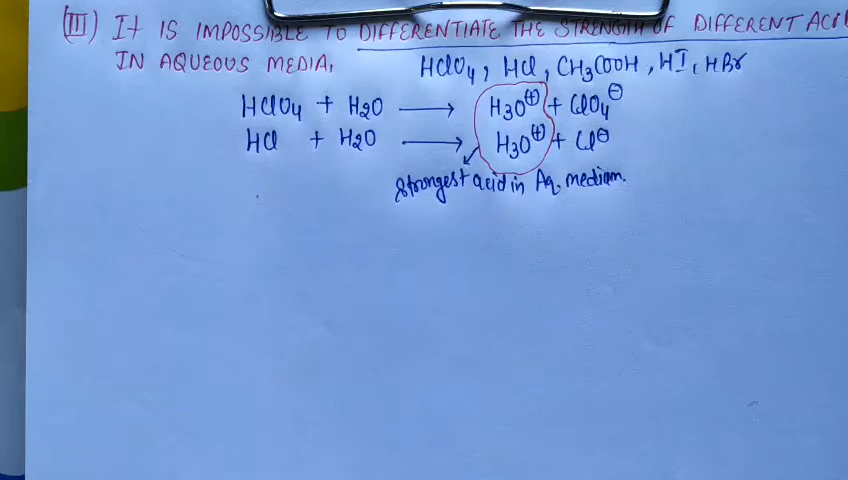 (III) It IS IMPOSSIBLE TO DIFFERENTIATE THE STRENGTH OF DIFFERENT ACID
IN AQUEOUS MEDIA, HClO₄, HCl, CH₃COOH, HI, HBr
HClO₄ + H₂O → H₃O⊕ + ClO₄⊖
HCl + H₂O → H₃O⊕ + Cl⊖
Strongest acid in Aq. medium.